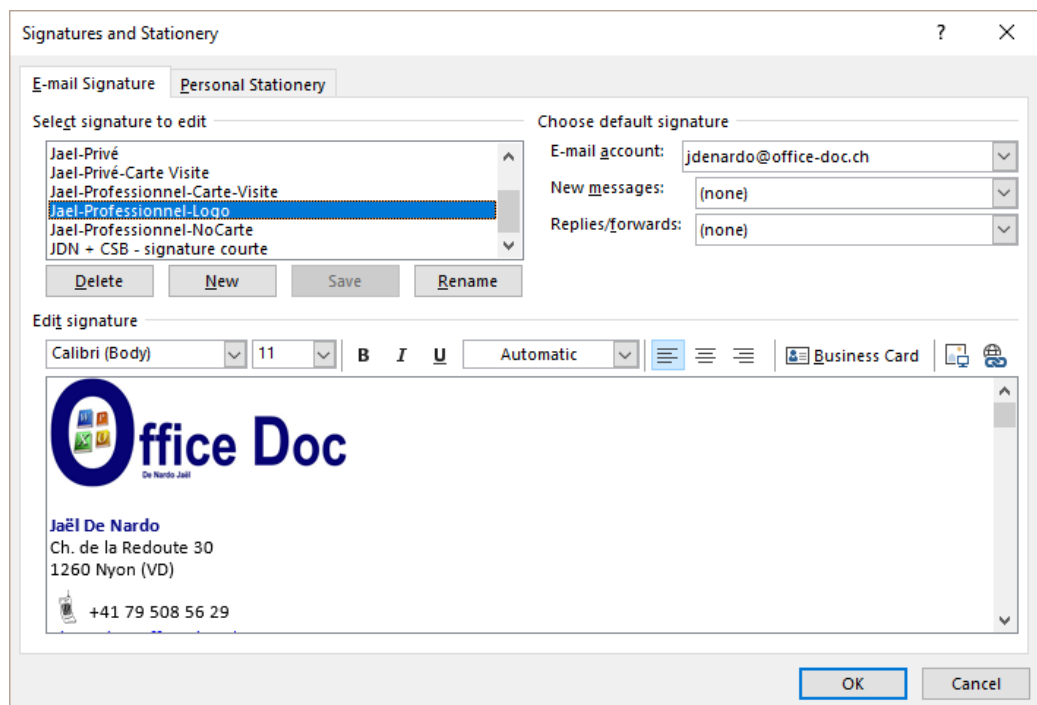 Signatures and Stationery ?
E-mail Signature Personal Stationery
Select signature to edit
Jael-Privé
Jael-Privé-Carte Visite
Jael-Professionnel-Carte-Visite
Jael-Professionnel-Logo
Jael-Professionnel-NoCarte
JDN + CSB - signature courte
Delete New Save Rename
Choose default signature
E-mail account: jdenardo@office-doc.ch
New messages: (none)
Replies/forwards: (none)
Edit signature
Calibri (Body) 11 B I U Automatic Business Card
Office Doc
De Nardo Jaël
Jaël De Nardo
Ch. de la Redoute 30
1260 Nyon (VD)
+41 79 508 56 29
OK Cancel